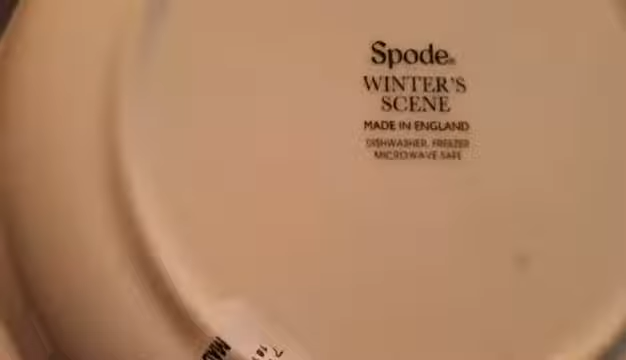 Spode®
WINTER'S
SCENE
MADE IN ENGLAND
DISHWASHER, FREEZER
MICROWAVE SAFE